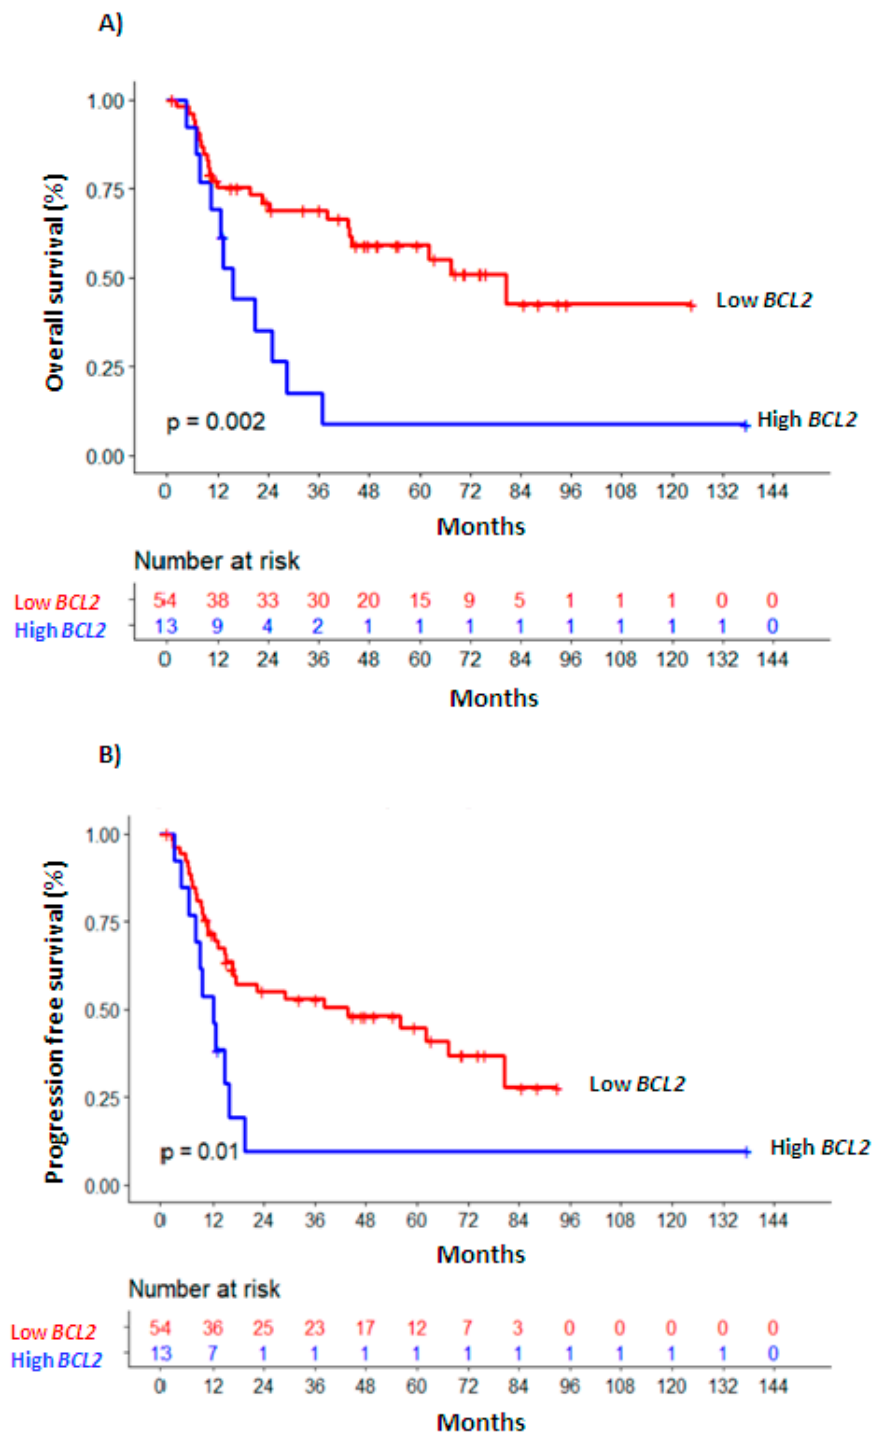 A)
Overall survival (%)
1.00
0.75
0.50
0.25
0.00
Low BCL2
High BCL2
p = 0.002
0 12 24 36 48 60 72 84 96 108 120 132 144
Months
Number at risk
Low BCL2 54 38 33 30 20 15 9 5 1 1 1 0 0
High BCL2 13 9 4 2 1 1 1 1 1 1 1 1 0
0 12 24 36 48 60 72 84 96 108 120 132 144
Months
B)
Progression free survival (%)
1.00
0.75
0.50
0.25
0.00
Low BCL2
High BCL2
p = 0.01
0 12 24 36 48 60 72 84 96 108 120 132 144
Months
Number at risk
Low BCL2 54 36 25 23 17 12 7 3 0 0 0 0 0
High BCL2 13 7 1 1 1 1 1 1 1 1 1 1 0
0 12 24 36 48 60 72 84 96 108 120 132 144
Months